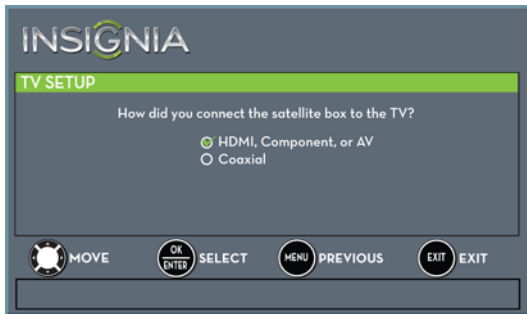 INSIGNIA
TV SETUP
How did you connect the satellite box to the TV?
HDMI, Component, or AV
Coaxial
MOVE OK ENTER SELECT MENU PREVIOUS EXIT EXIT